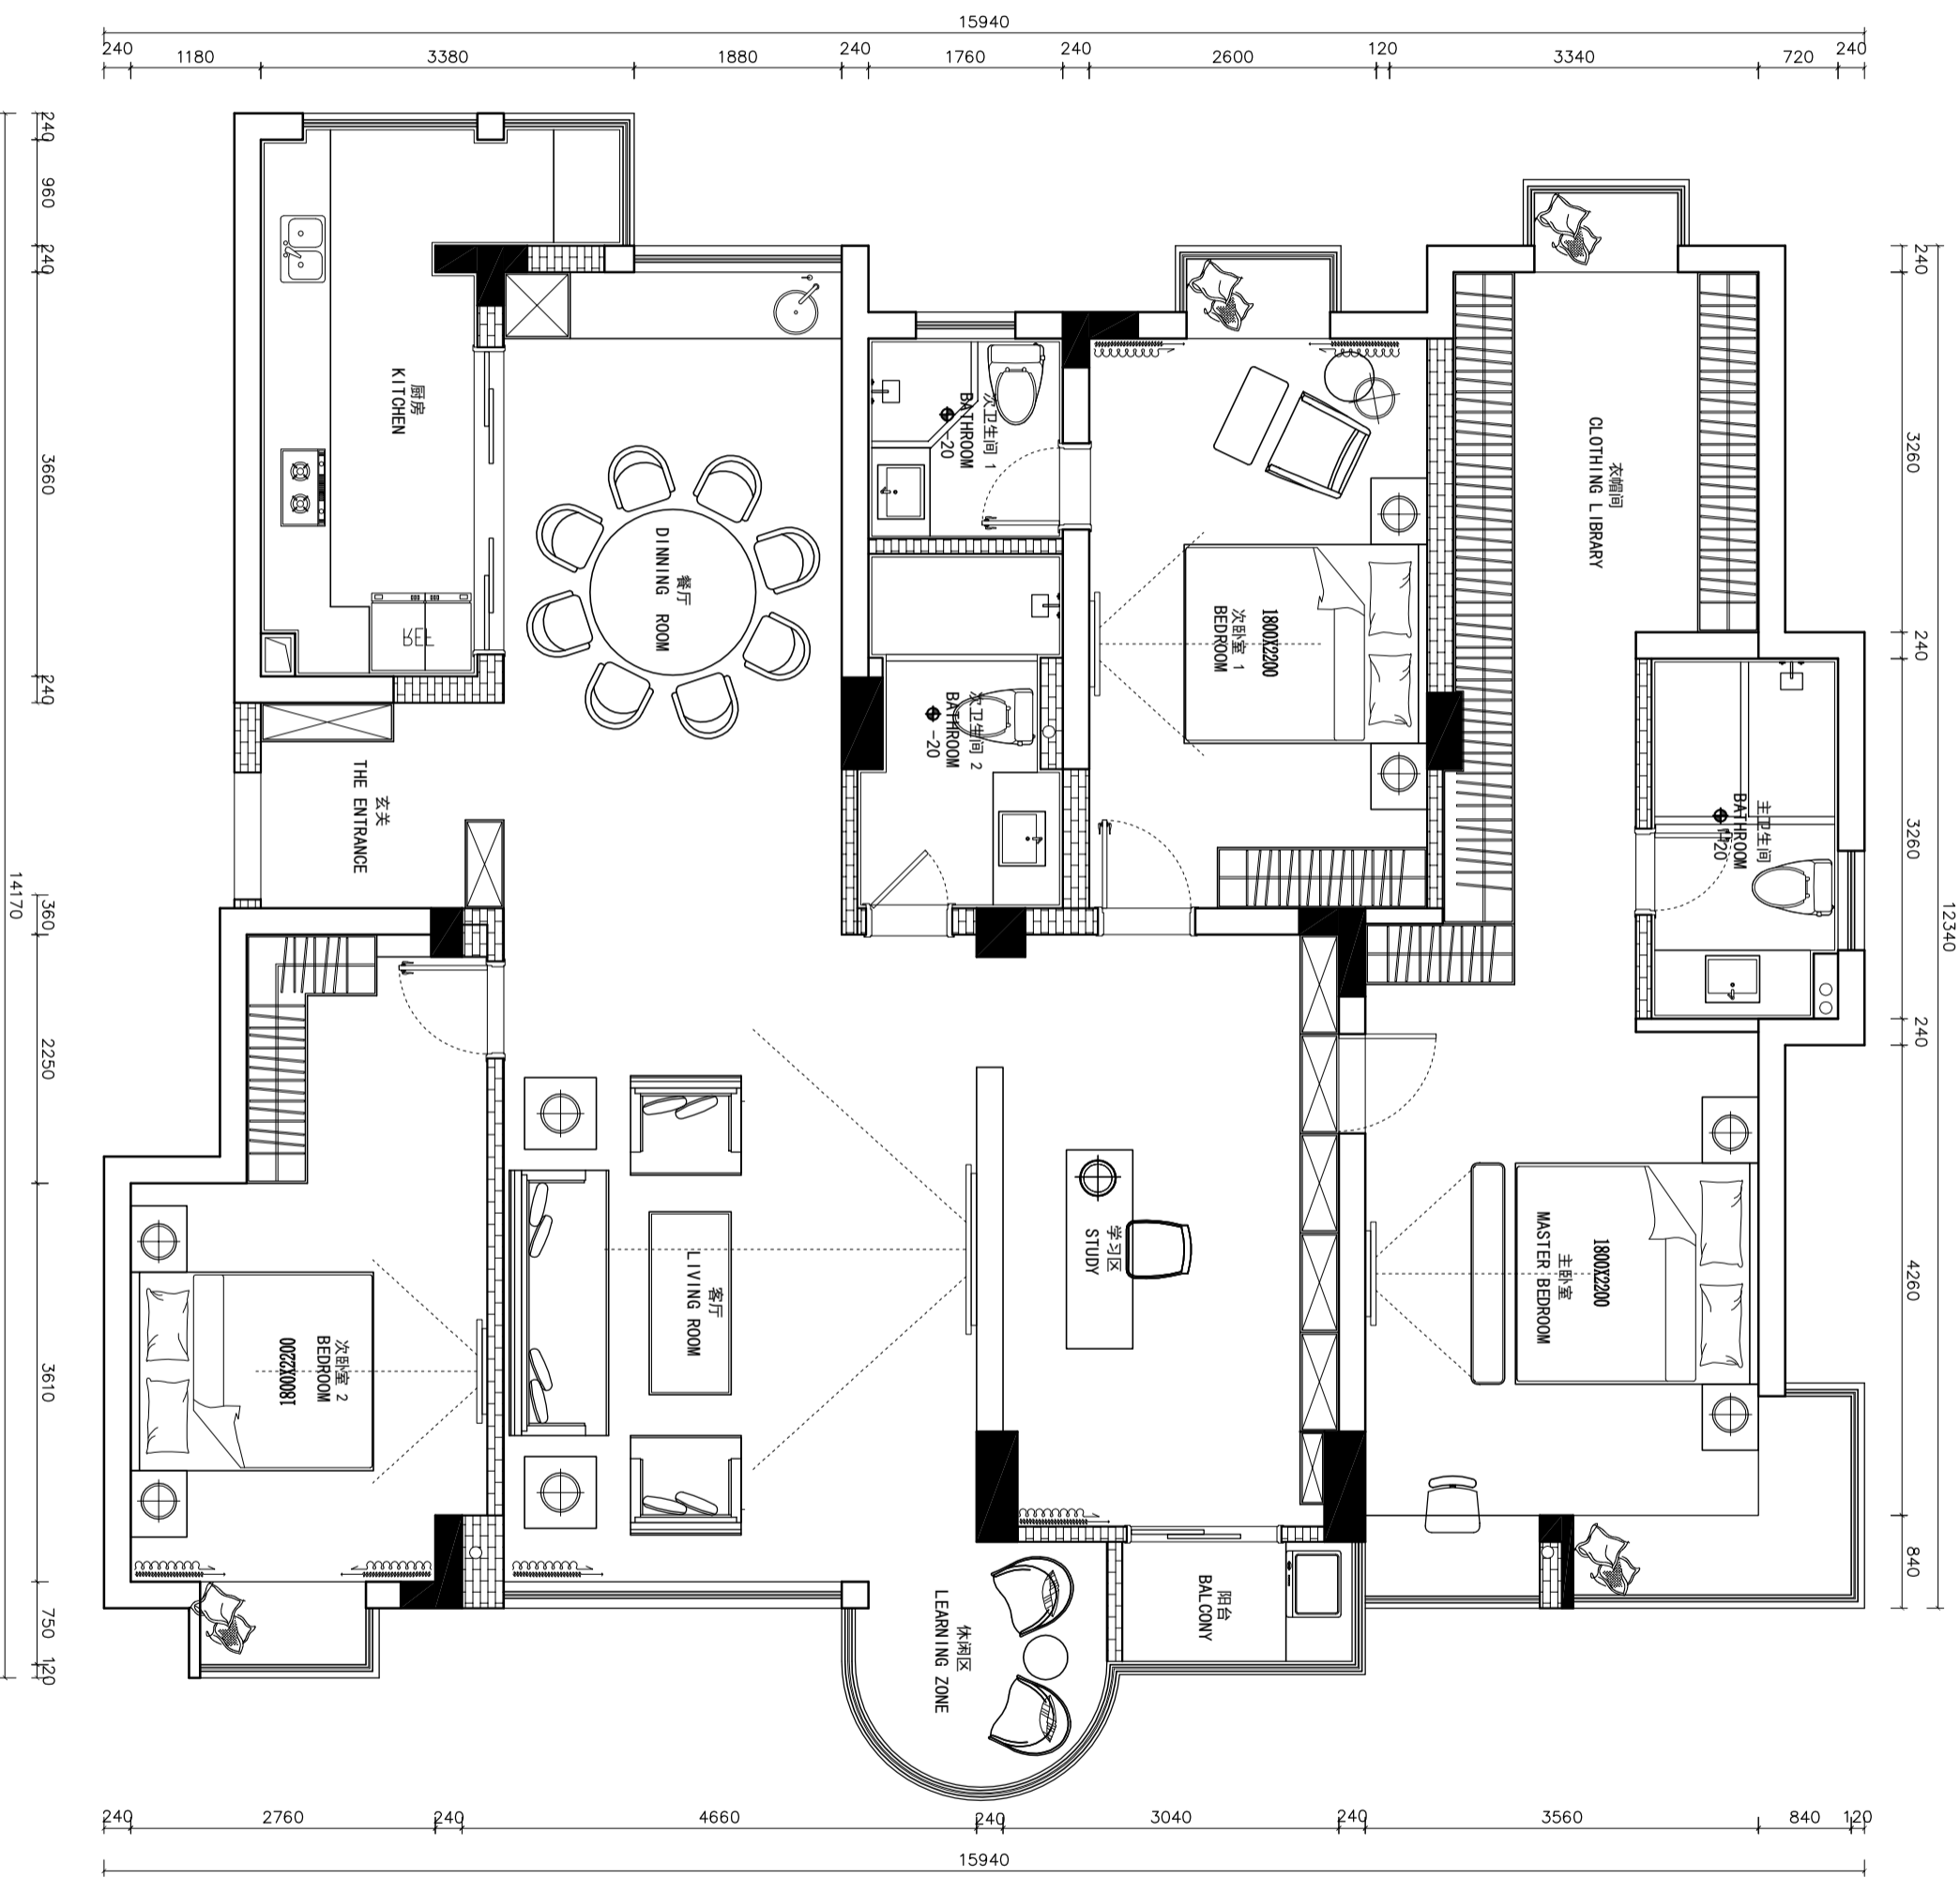 15940
240 1180 3380 1880 240 1760 240 2600 120 3340 720 240
240
960
240
3660
240
360
2250
3610
750
120
14170
240
3260
240
3260
240
4260
840
12340
厨房
KITCHEN
REF
餐厅
DINNING ROOM
次卫生间 1
BATHROOM
-20
次卫生间 2
BATHROOM
-20
1800X2200
次卧室 1
BEDROOM
衣帽间
CLOTHING LIBRARY
主卫生间
BATHROOM
-20
玄关
THE ENTRANCE
客厅
LIVING ROOM
学习区
STUDY
1800X2200
主卧室
MASTER BEDROOM
次卧室 2
BEDROOM
1800X2200
休闲区
LEARNING ZONE
阳台
BALCONY
240 2760 240 4660 240 3040 240 3560 840 120
15940